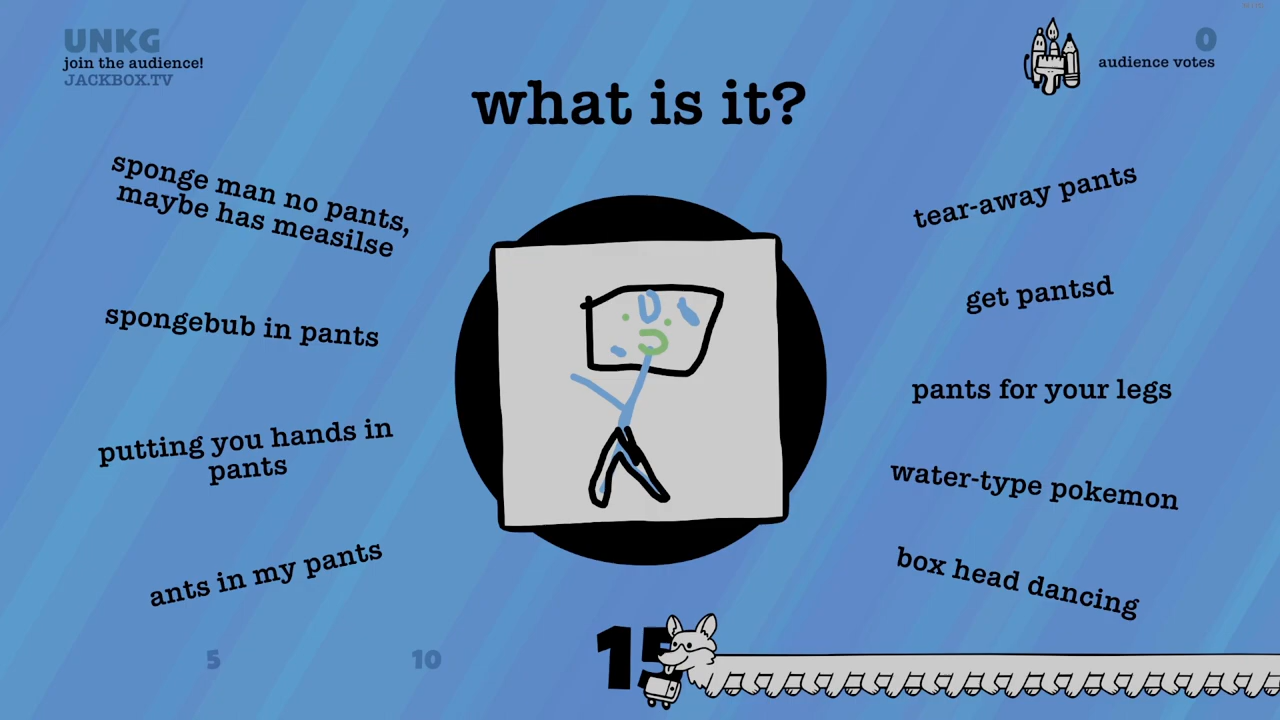 UNKG
join the audience!
JACKBOX.TV
0
audience votes
what is it?
sponge man no pants,
maybe has measilse
spongebub in pants
putting you hands in
pants
ants in my pants
tear-away pants
get pantsd
pants for your legs
water-type pokemon
box head dancing
5
10
15